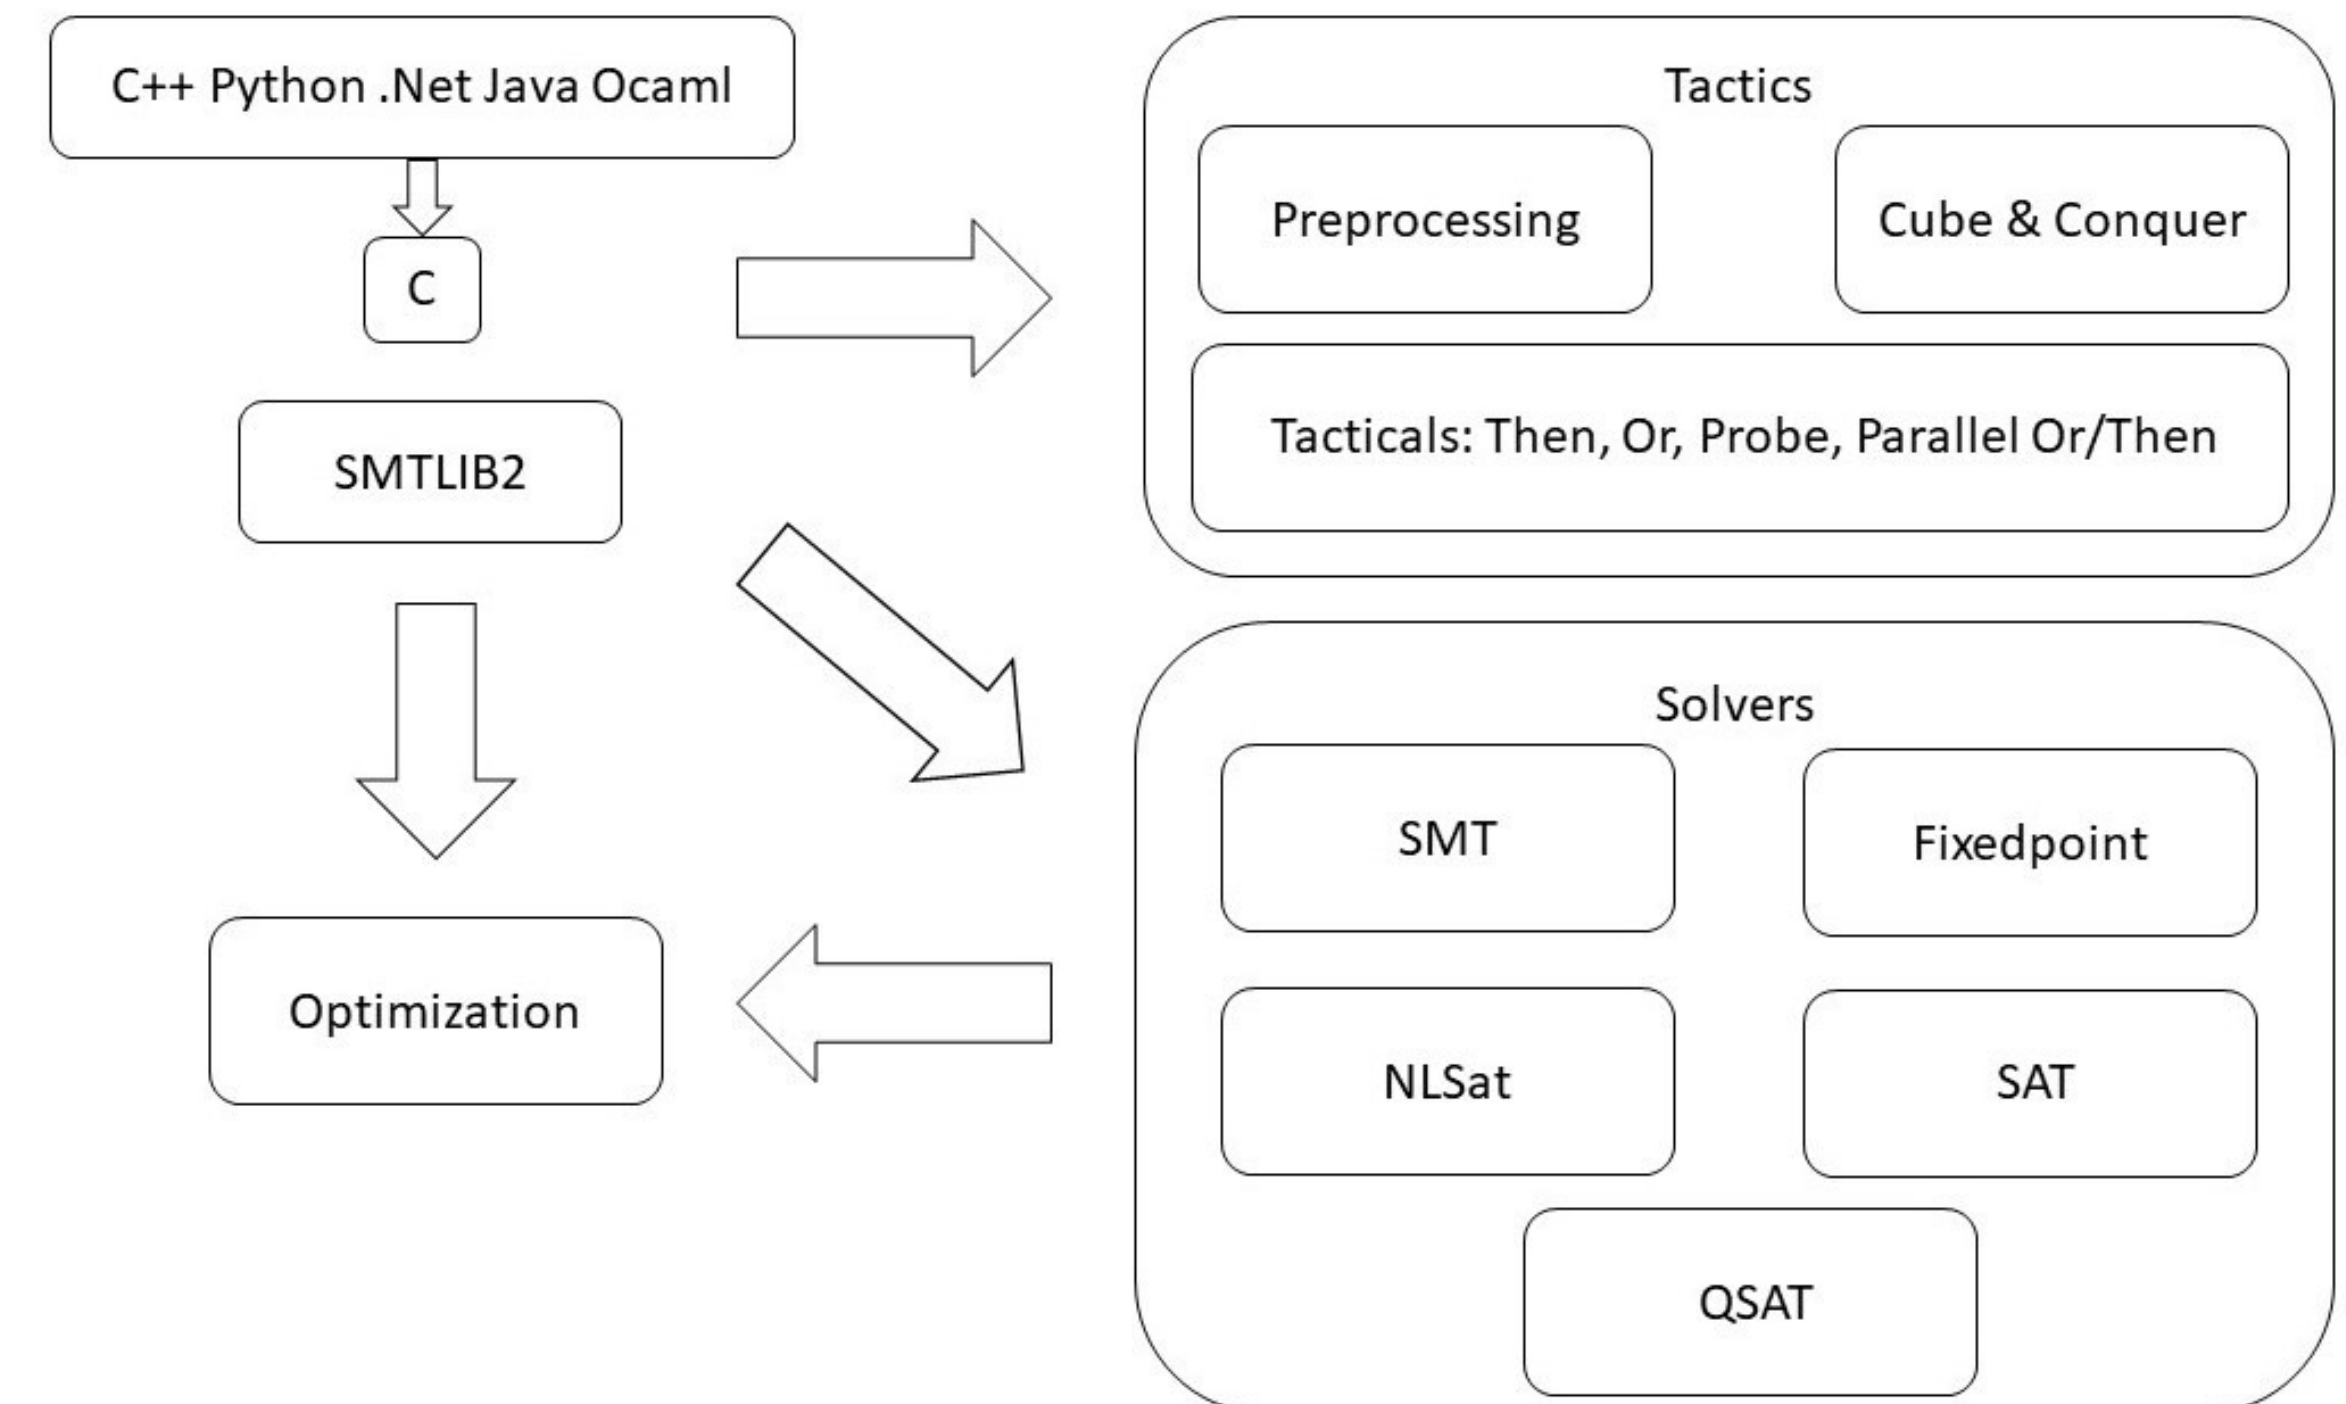 C++ Python .Net Java Ocaml
C
SMTLIB2
Optimization
Tactics
Preprocessing
Cube & Conquer
Tacticals: Then, Or, Probe, Parallel Or/Then
Solvers
SMT
Fixedpoint
NLSat
SAT
QSAT